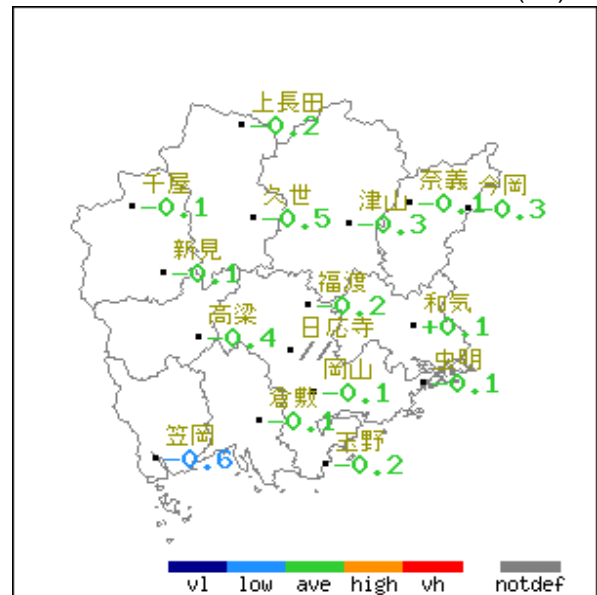 上長田
-0.2
千屋
-0.1
久世
-0.5
津山
-0.3
奈義
-0.1
今岡
-0.3
新見
-0.1
福渡
-0.2
和気
+0.1
高梁
-0.4
日応寺
虫明
-0.1
岡山
-0.1
倉敷
-0.1
笠岡
-0.6
玉野
-0.2
vl low ave high vh notdef